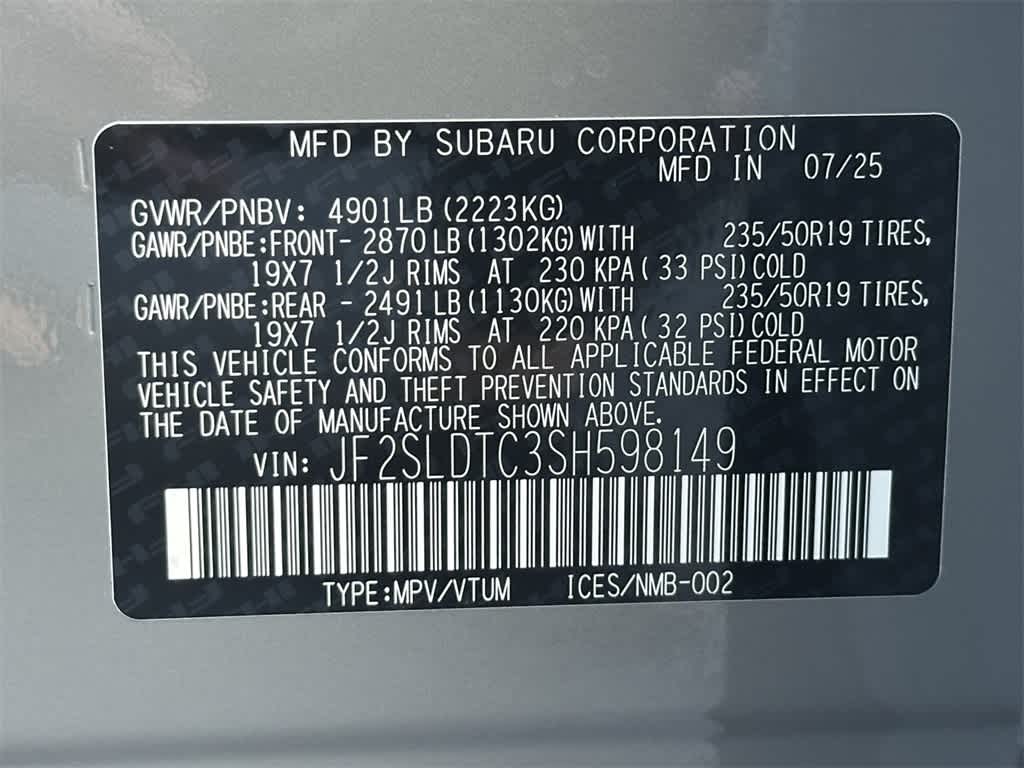 MFD BY SUBARU CORPORATION
MFD IN 07/25
GVWR/PNBV: 4901LB (2223KG)
GAWR/PNBE:FRONT- 2870LB(1302KG)WITH 235/50R19 TIRES,
19X7 1/2J RIMS AT 230 KPA( 33 PSI)COLD
GAWR/PNBE:REAR - 2491LB(1130KG)WITH 235/50R19 TIRES,
19X7 1/2J RIMS AT 220 KPA( 32 PSI)COLD
THIS VEHICLE CONFORMS TO ALL APPLICABLE FEDERAL MOTOR
VEHICLE SAFETY AND THEFT PREVENTION STANDARDS IN EFFECT ON
THE DATE OF MANUFACTURE SHOWN ABOVE.
VIN: JF2SLDTC3SH598149
TYPE:MPV/VTUM ICES/NMB-002